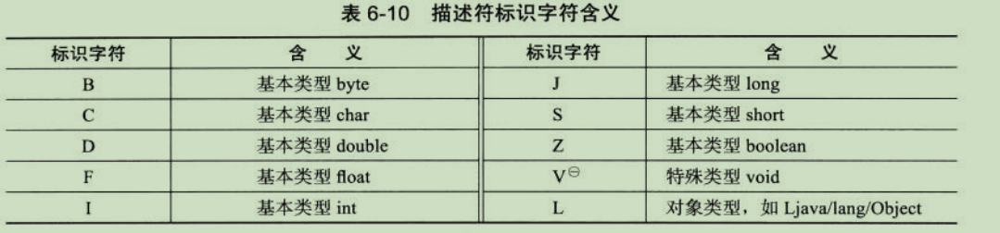 表 6-10 描述符标识字符含义
标识字符 含 义 标识字符 含 义
B 基本类型 byte J 基本类型 long
C 基本类型 char S 基本类型 short
D 基本类型 double Z 基本类型 boolean
F 基本类型 float V㊀ 特殊类型 void
I 基本类型 int L 对象类型，如 Ljava/lang/Object